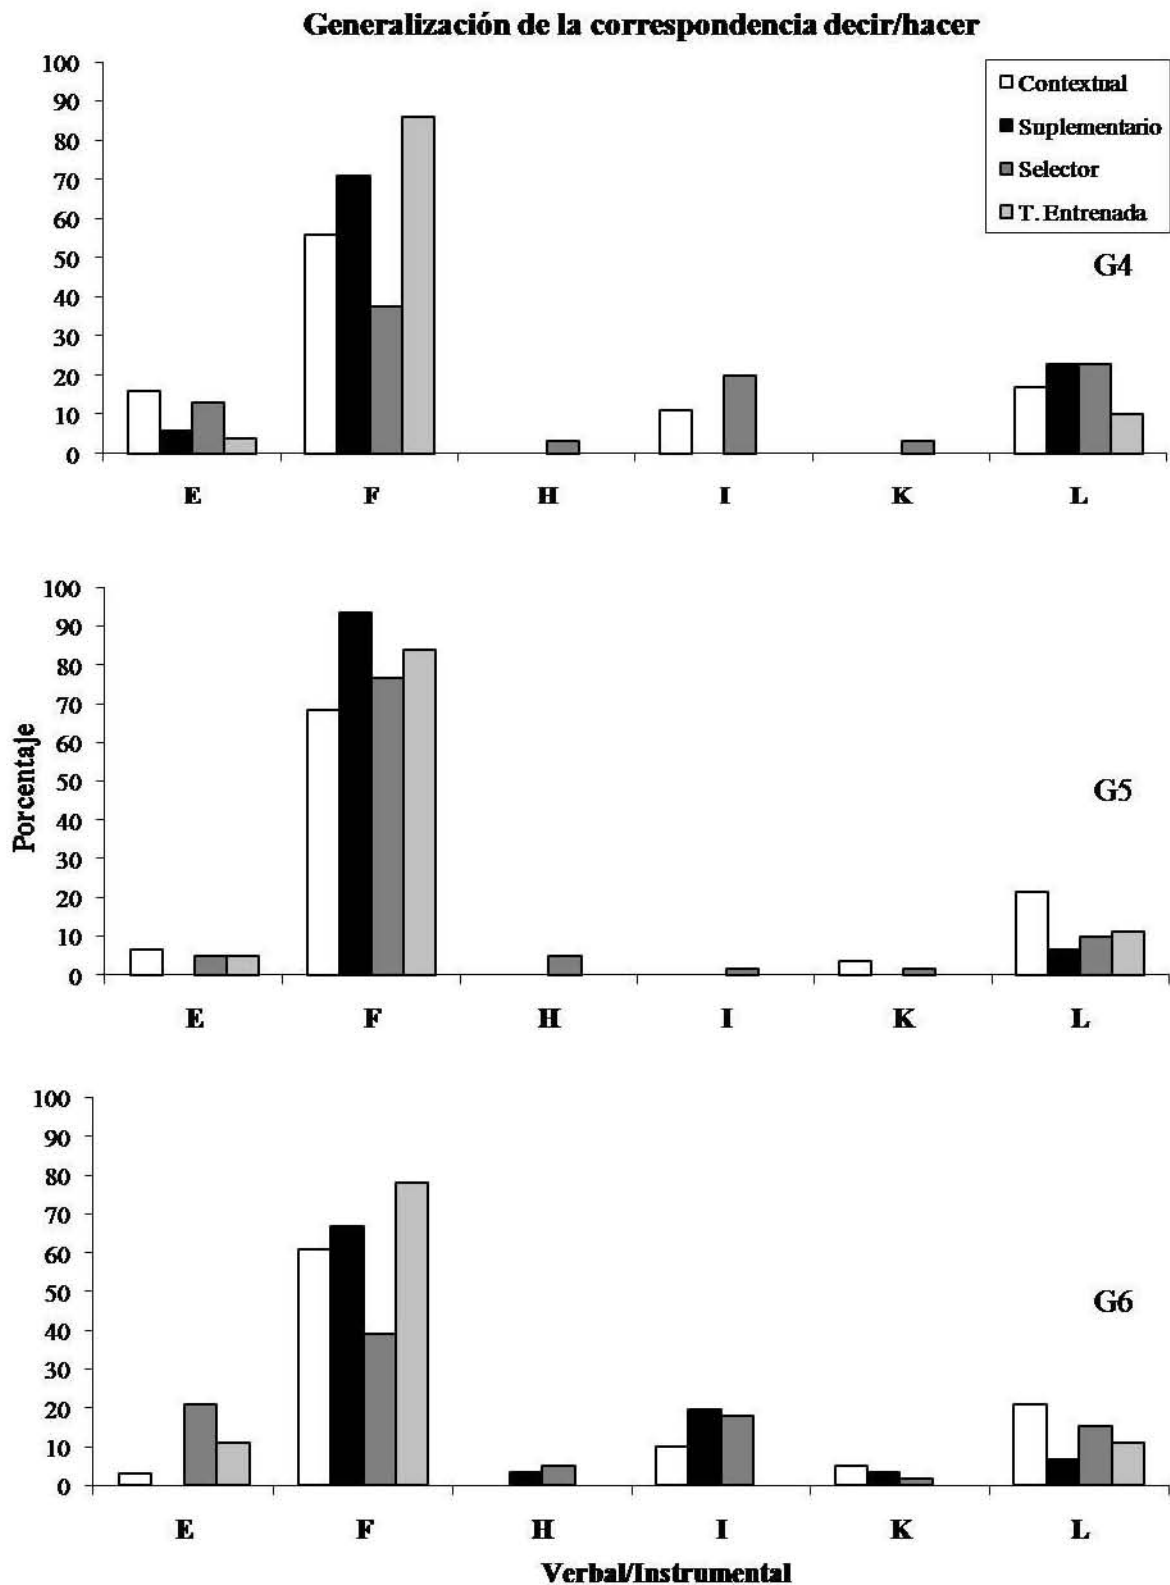 Generalización de la correspondencia decir/hacer
100
90
80
70
60
50
40
30
20
10
0
Contextual
Suplementario
Selector
T. Entrenada
G4
E F H I K L
Porcentaje
100
90
80
70
60
50
40
30
20
10
0
G5
E F H I K L
100
90
80
70
60
50
40
30
20
10
0
G6
E F H I K L
Verbal/Instrumental